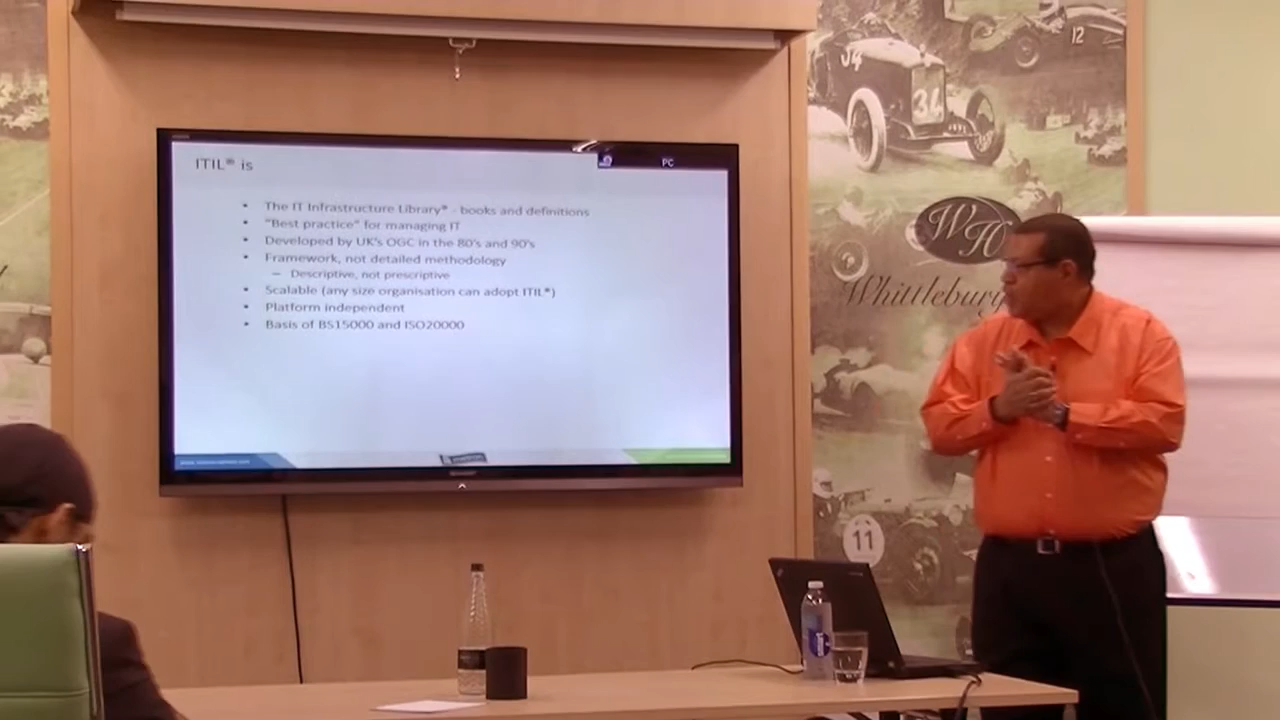 ITIL® is
PC
• The IT Infrastructure Library® - books and definitions
• "Best practice" for managing IT
• Developed by UK's OGC in the 80's and 90's
• Framework, not detailed methodology
– Descriptive, not prescriptive
• Scalable (any size organisation can adopt ITIL®)
• Platform independent
• Basis of BS15000 and ISO20000
34
34
12
WH
Whittlebury
11